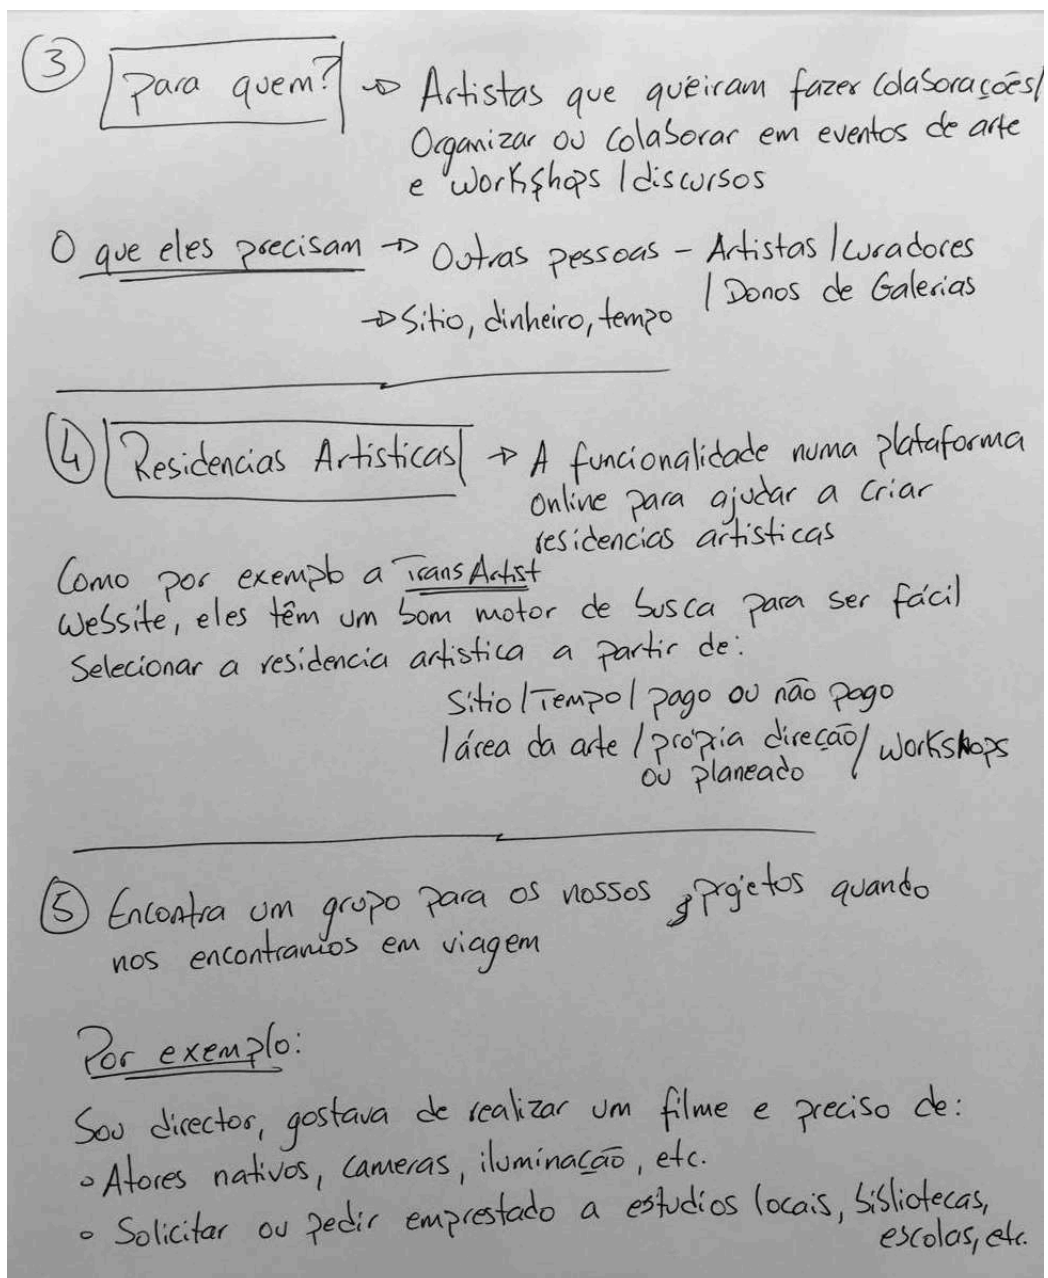 3 Para quem? → Artistas que queiram fazer colaborações/
Organizar ou colaborar em eventos de arte
e workshops / discursos
O que eles precisam → Outras pessoas - Artistas / curadores
/ Donos de Galerias
→ Sitio, dinheiro, tempo
4 Residencias Artisticas → A funcionalidade numa plataforma
online para ajudar a criar
residencias artisticas
Como por exemplo a TransArtist
website, eles têm um bom motor de busca para ser fácil
Selecionar a residencia artistica a partir de:
Sitio / Tempo / pago ou não pago
/ área da arte / própria direção / workshops
ou planeado
5 Encontra um grupo para os nossos projetos quando
nos encontramos em viagem
Por exemplo:
Sou director, gostava de realizar um filme e preciso de:
◦ Atores nativos, cameras, iluminação, etc.
◦ Solicitar ou pedir emprestado a estudios locais, bibliotecas,
escolas, etc.